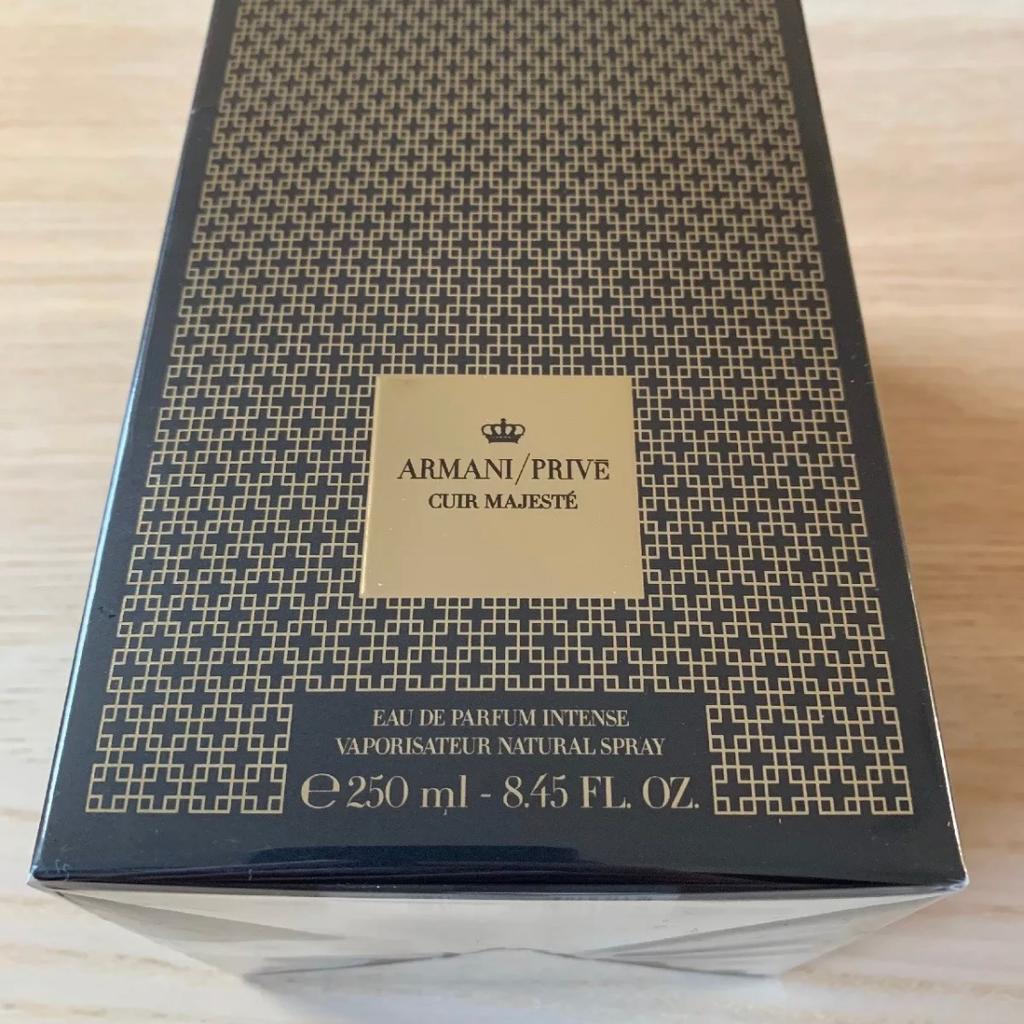 ARMANI/PRIVĒ
CUIR MAJESTÉ
EAU DE PARFUM INTENSE
VAPORISATEUR NATURAL SPRAY
℮ 250 ml - 8.45 FL. OZ.